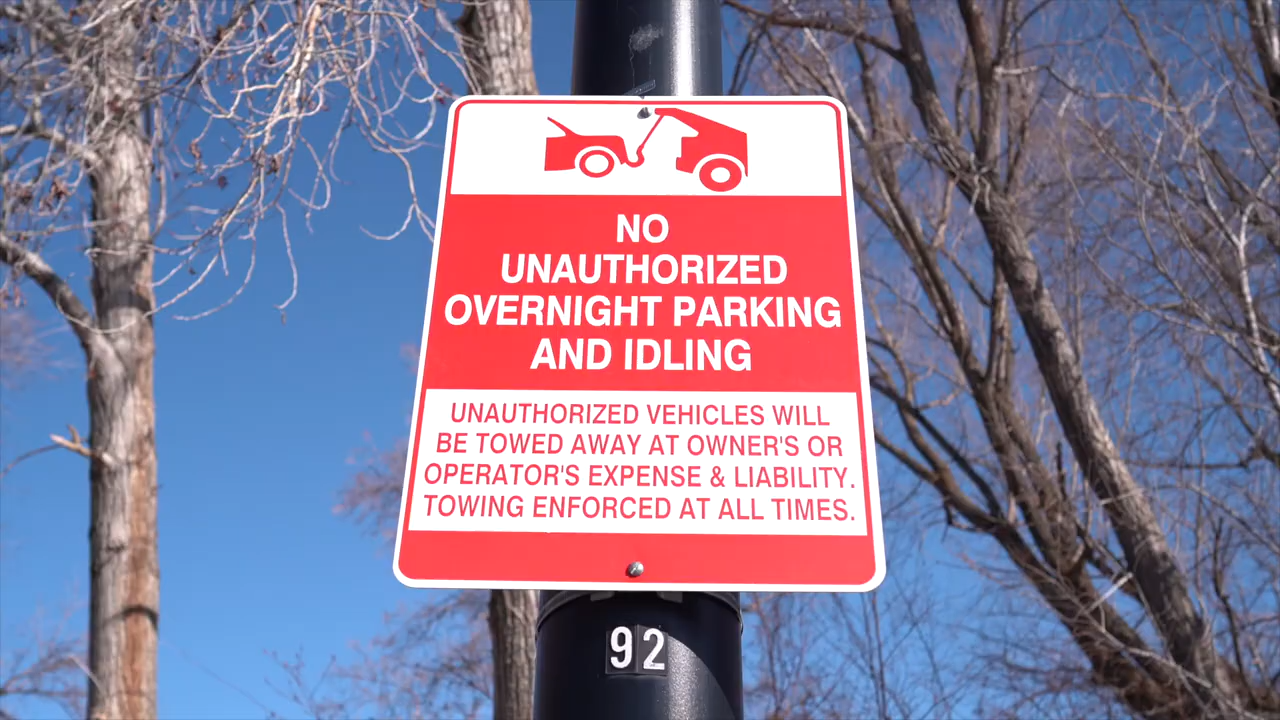 NO
UNAUTHORIZED
OVERNIGHT PARKING
AND IDLING
UNAUTHORIZED VEHICLES WILL
BE TOWED AWAY AT OWNER'S OR
OPERATOR'S EXPENSE & LIABILITY.
TOWING ENFORCED AT ALL TIMES.
92